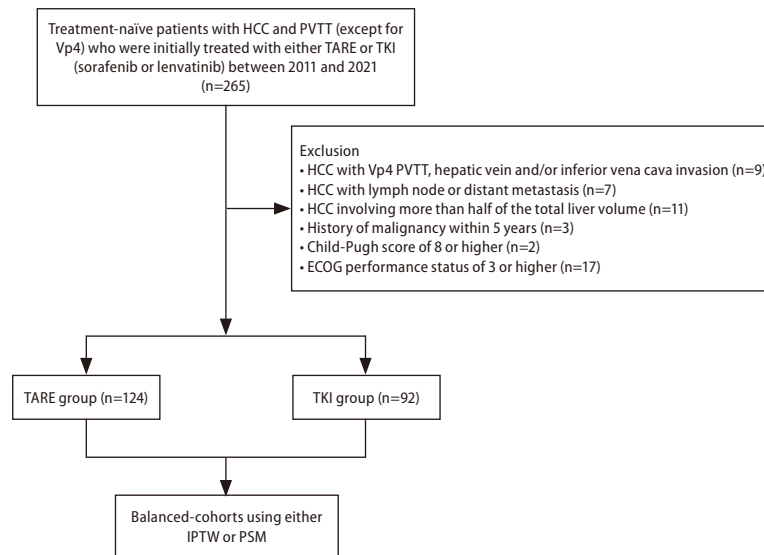 Treatment-naïve patients with HCC and PVTT (except for
Vp4) who were initially treated with either TARE or TKI
(sorafenib or lenvatinib) between 2011 and 2021
(n=265)
Exclusion
• HCC with Vp4 PVTT, hepatic vein and/or inferior vena cava invasion (n=9)
• HCC with lymph node or distant metastasis (n=7)
• HCC involving more than half of the total liver volume (n=11)
• History of malignancy within 5 years (n=3)
• Child-Pugh score of 8 or higher (n=2)
• ECOG performance status of 3 or higher (n=17)
TARE group (n=124)
TKI group (n=92)
Balanced-cohorts using either
IPTW or PSM